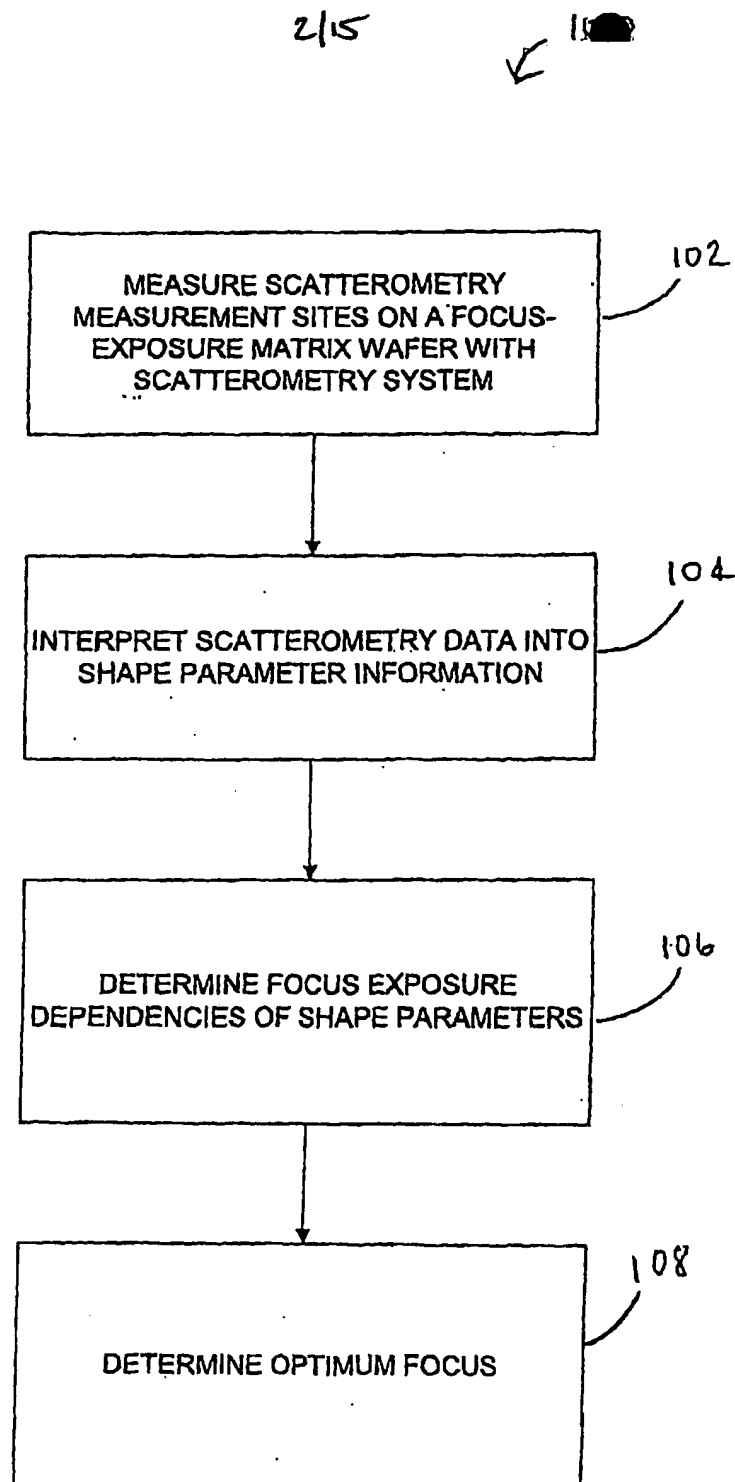 2/15
102
MEASURE SCATTEROMETRY
MEASUREMENT SITES ON A FOCUS-
EXPOSURE MATRIX WAFER WITH
SCATTEROMETRY SYSTEM
104
INTERPRET SCATTEROMETRY DATA INTO
SHAPE PARAMETER INFORMATION
106
DETERMINE FOCUS EXPOSURE
DEPENDENCIES OF SHAPE PARAMETERS
108
DETERMINE OPTIMUM FOCUS